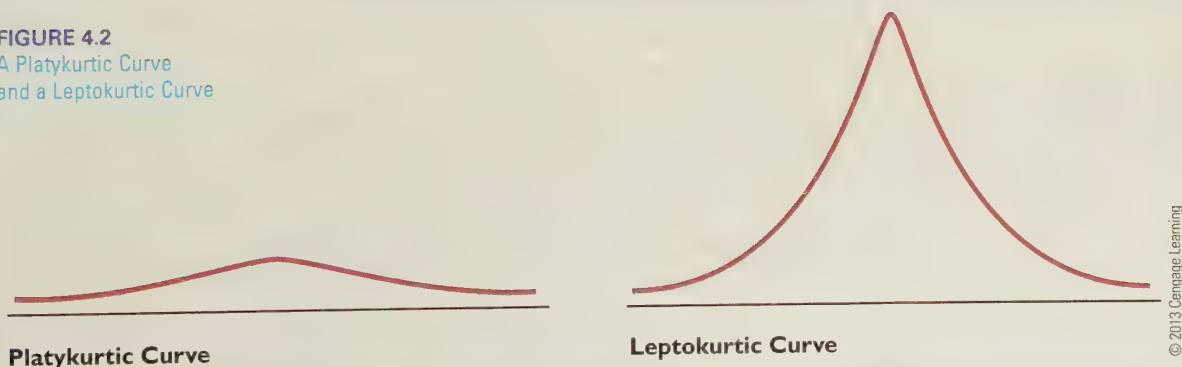 FIGURE 4.2
A Platykurtic Curve
and a Leptokurtic Curve
Platykurtic Curve
Leptokurtic Curve
© 2013 Cengage Learning